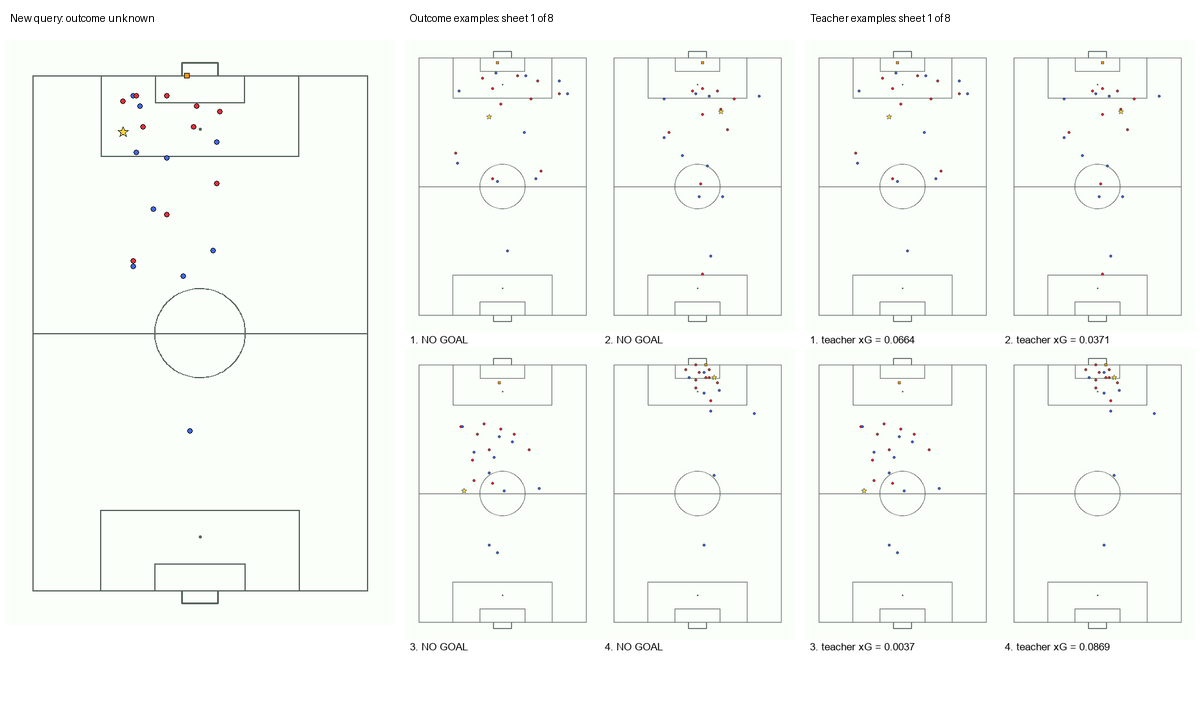 New query: outcome unknown
Outcome examples: sheet 1 of 8
Teacher examples: sheet 1 of 8
1. NO GOAL
2. NO GOAL
1. teacher xG = 0.0664
2. teacher xG = 0.0371
3. NO GOAL
4. NO GOAL
3. teacher xG = 0.0037
4. teacher xG = 0.0869